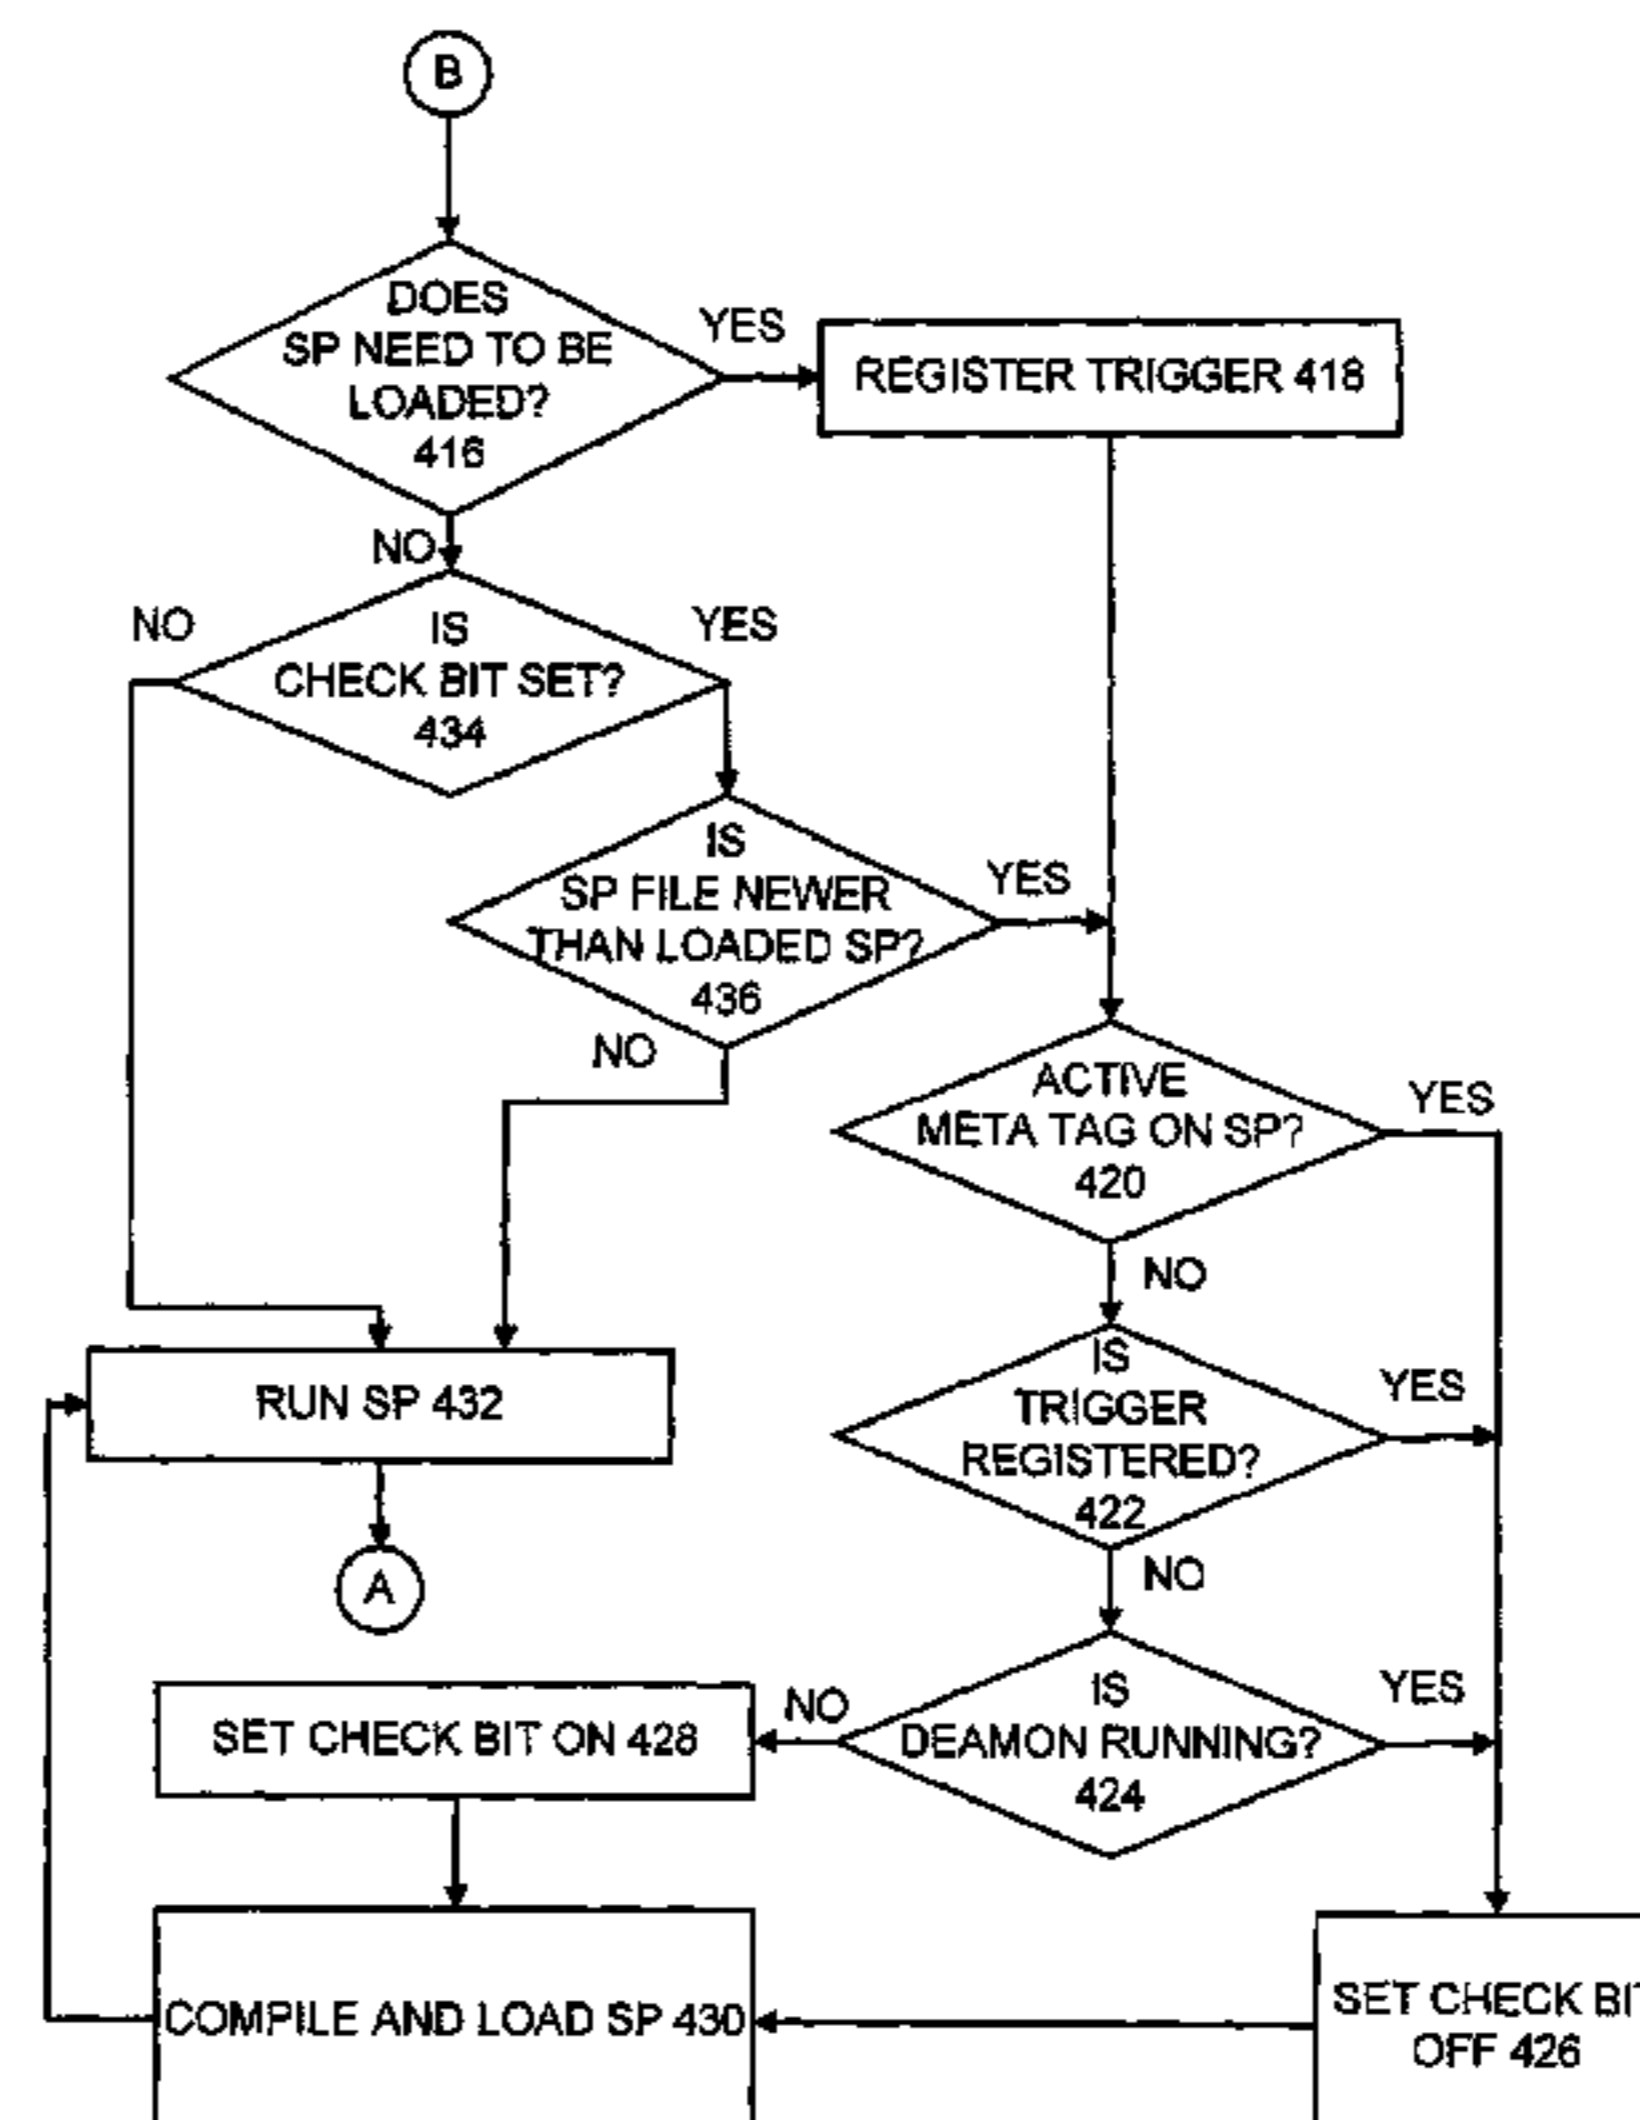 B
DOES
SP NEED TO BE
LOADED?
416
YES
REGISTER TRIGGER 418
NO
NO
IS
CHECK BIT SET?
434
YES
IS
SP FILE NEWER
THAN LOADED SP?
436
YES
NO
ACTIVE
META TAG ON SP?
420
YES
NO
IS
TRIGGER
REGISTERED?
422
YES
RUN SP 432
NO
A
IS
DEAMON RUNNING?
424
YES
NO
SET CHECK BIT ON 428
COMPILE AND LOAD SP 430
SET CHECK BIT
OFF 426